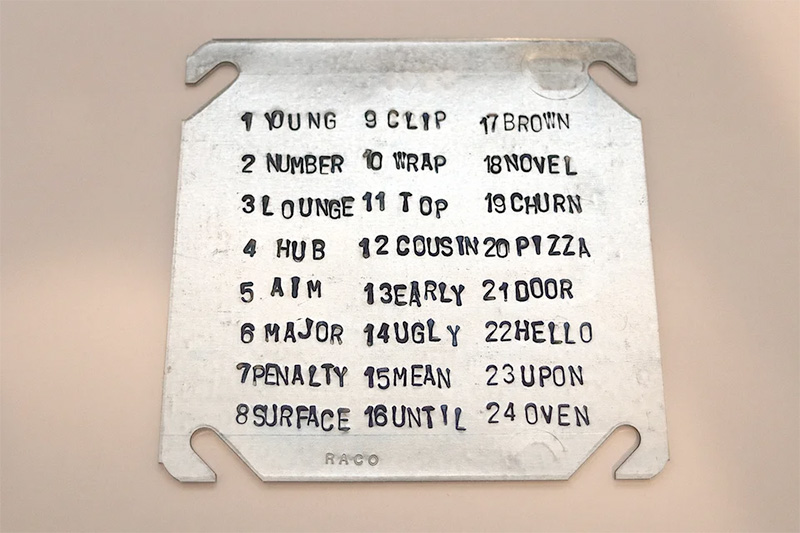 1 YOUNG
2 NUMBER
3 LOUNGE
4 HUB
5 AIM
6 MAJOR
7 PENALTY
8 SURFACE
9 CLIP
10 WRAP
11 TOP
12 COUSIN
13 EARLY
14 UGLY
15 MEAN
16 UNTIL
17 BROWN
18 NOVEL
19 CHURN
20 PIZZA
21 DOOR
22 HELLO
23 UPON
24 OVEN
RACO